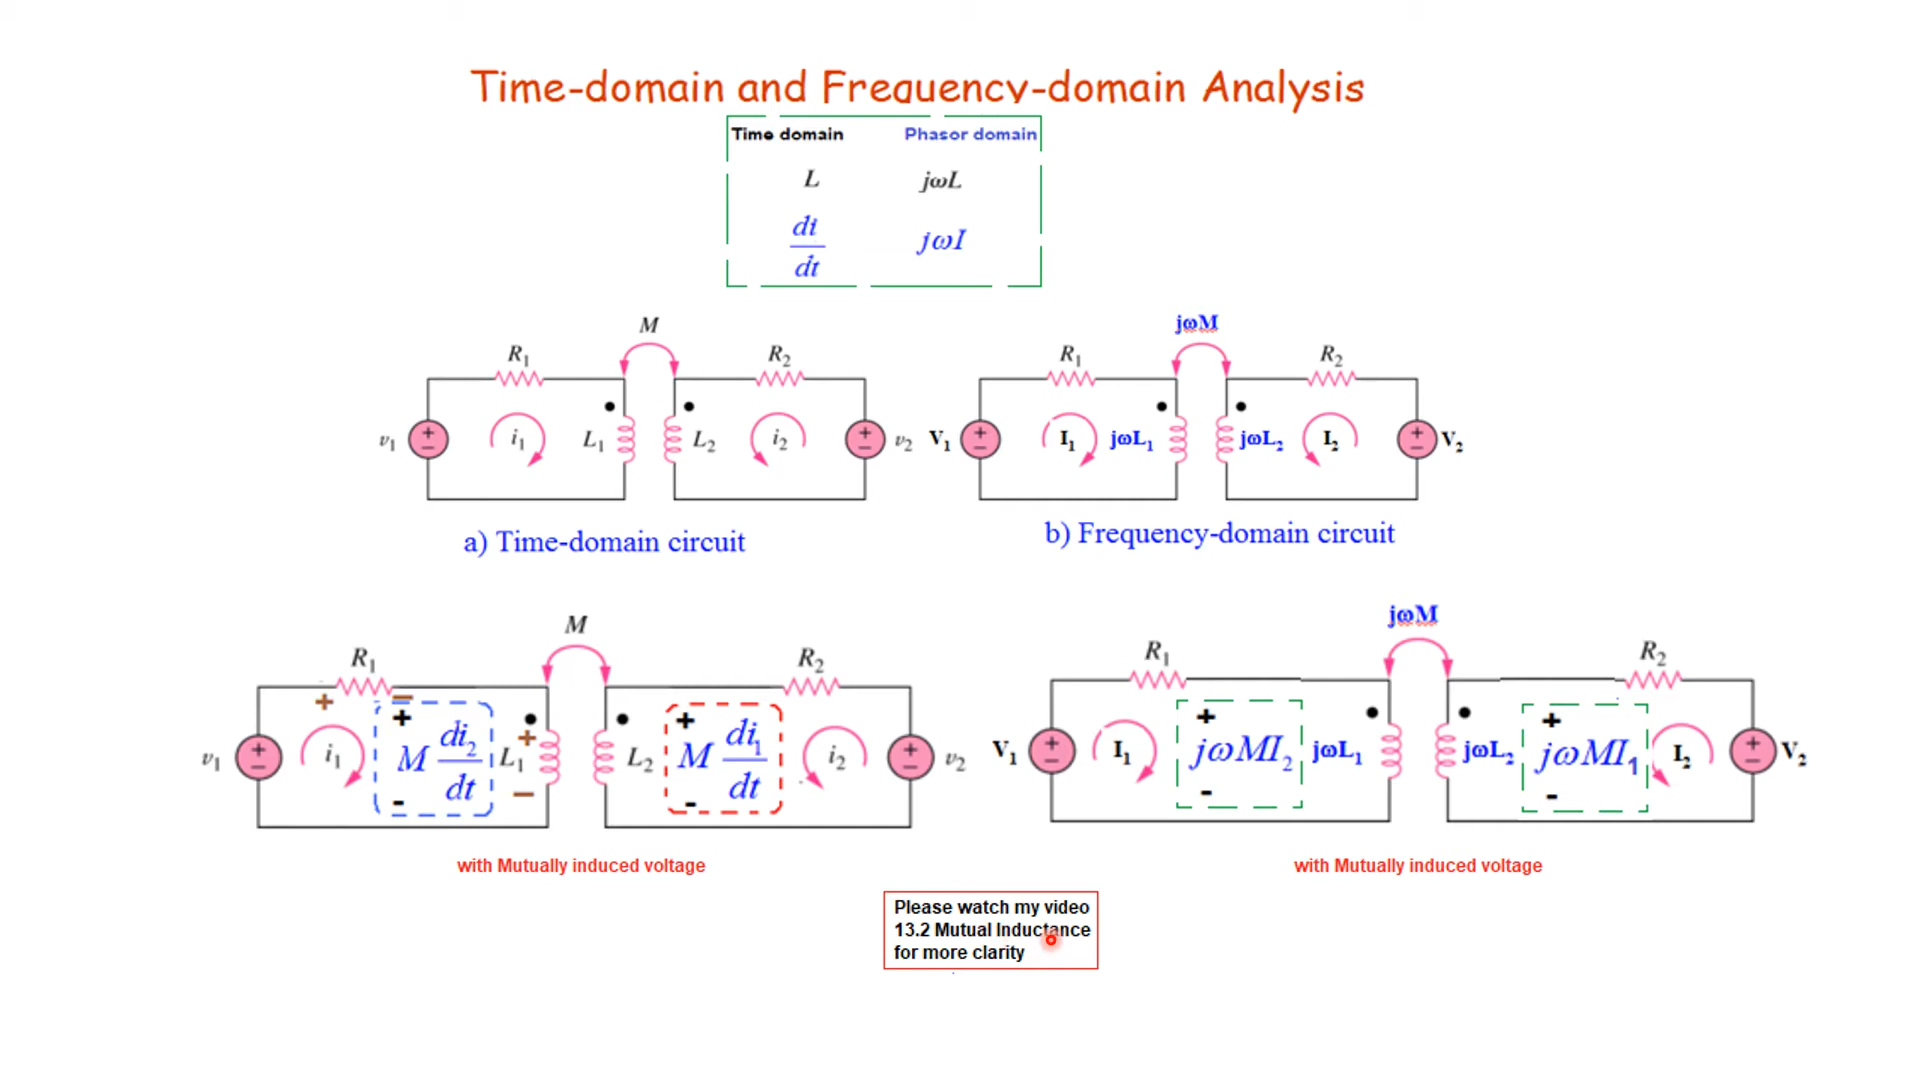 Time-domain and Frequency-domain Analysis
Time domain Phasor domain
L jωL
di/dt jωI
M
R1 R2
v1 i1 L1 L2 i2 v2
a) Time-domain circuit
jωM
R1 R2
V1 I1 jωL1 jωL2 I2 V2
b) Frequency-domain circuit
M
R1 R2
+ −
v1 i1 + M di2/dt - L1 + − L2 + M di1/dt - i2 v2
with Mutually induced voltage
jωM
R1 R2
V1 I1 + jωMI2 - jωL1 jωL2 + jωMI1 - I2 V2
with Mutually induced voltage
Please watch my video
13.2 Mutual Inductance
for more clarity